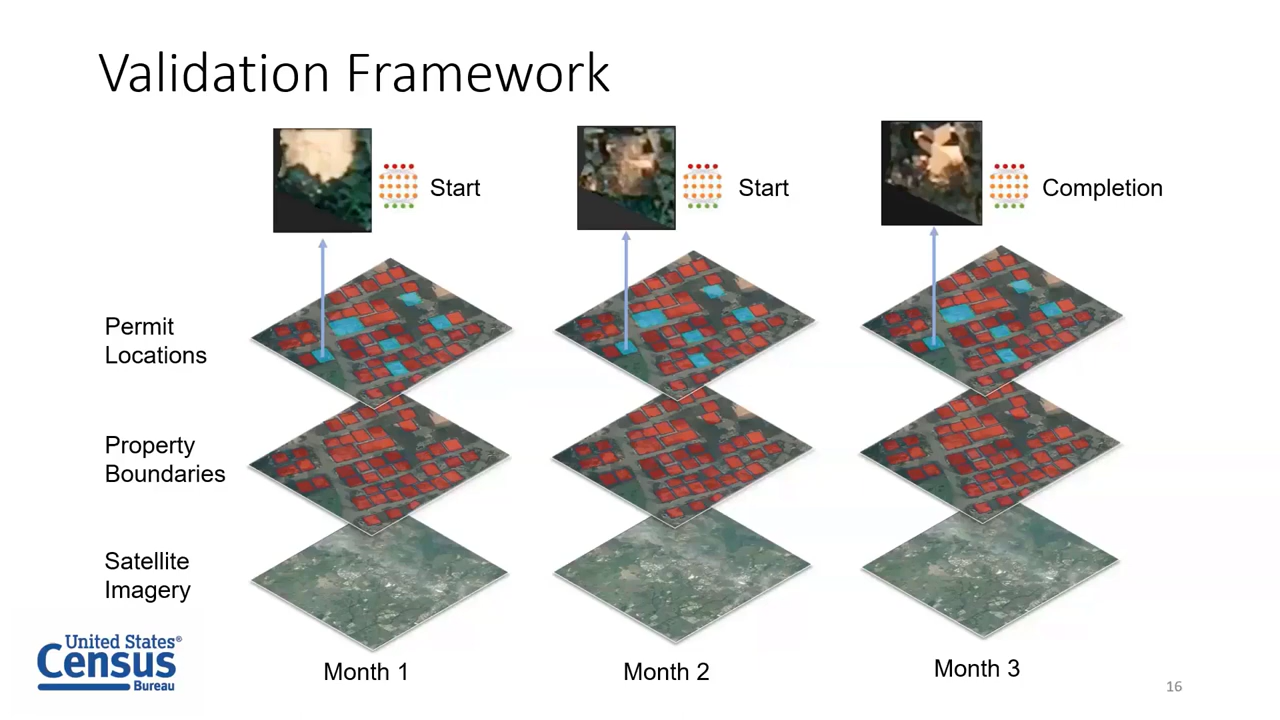 Validation Framework
Start
Start
Completion
Permit
Locations
Property
Boundaries
Satellite
Imagery
United States®
Census
Bureau
Month 1
Month 2
Month 3
16